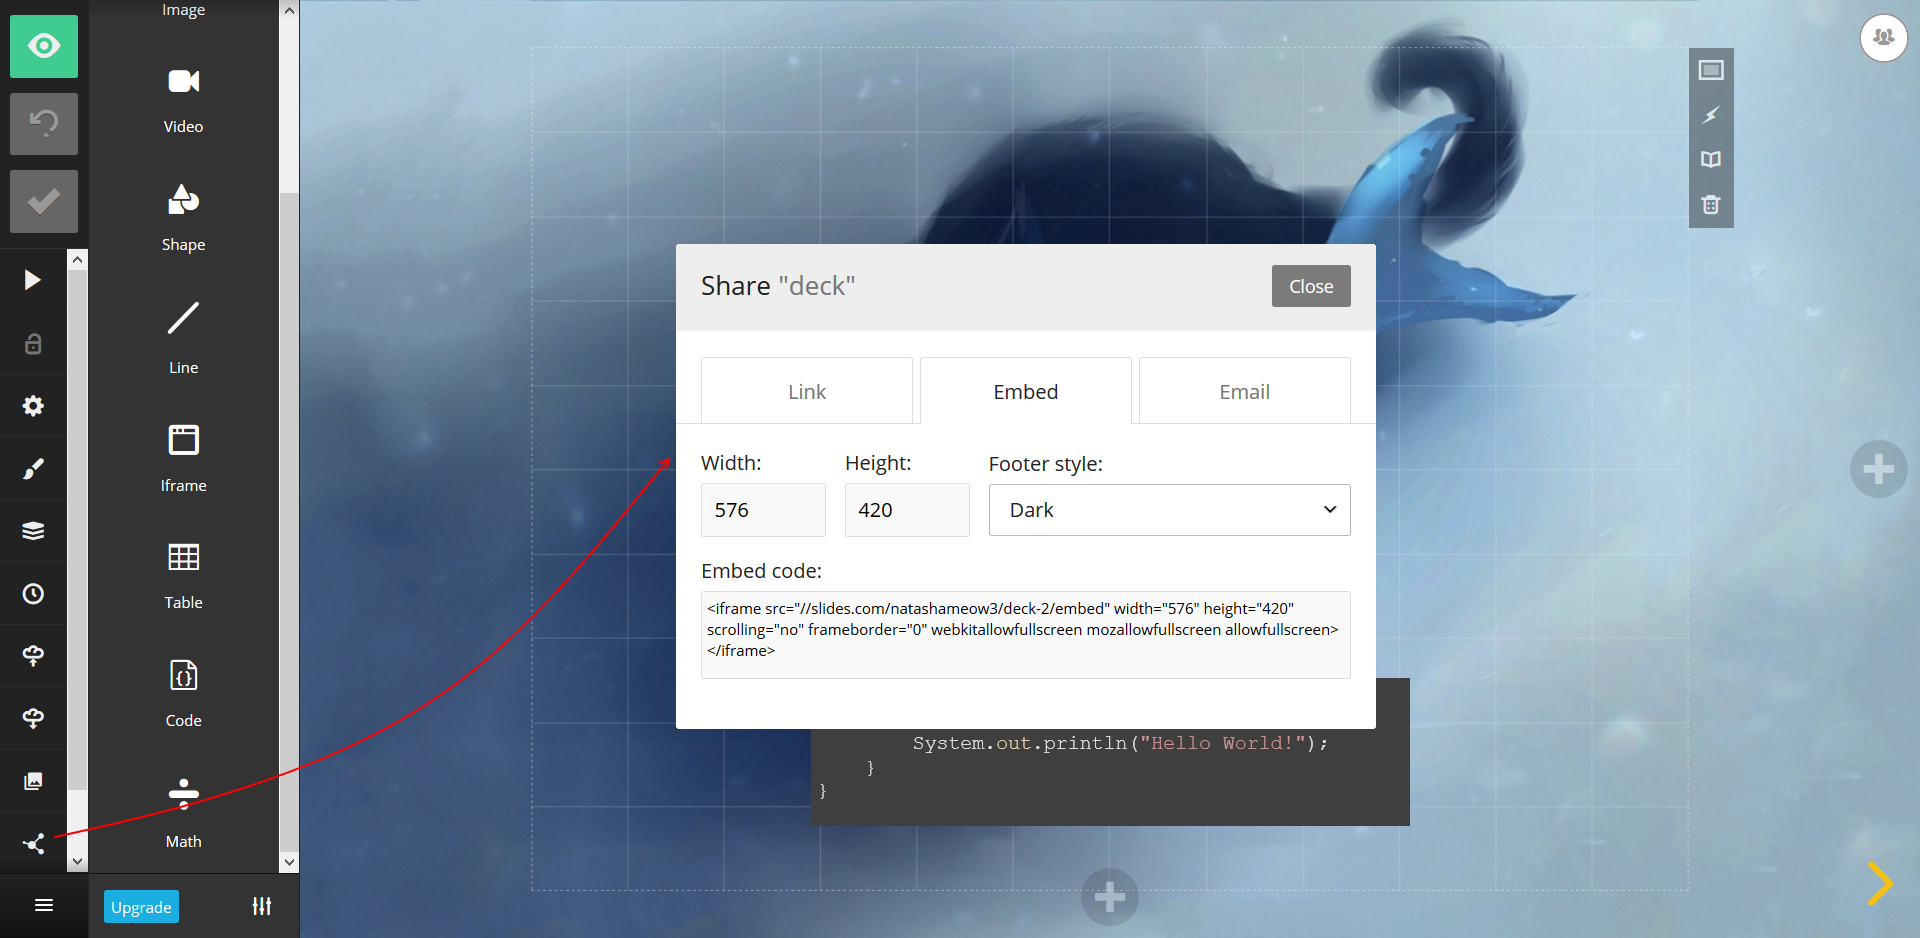 Image
Video
Shape
Line
Iframe
Table
Code
Math
Upgrade
Share "deck"
Close
Link
Embed
Email
Width:
Height:
Footer style:
576
420
Dark
Embed code:
<iframe src="//slides.com/natashameow3/deck-2/embed" width="576" height="420"
scrolling="no" frameborder="0" webkitallowfullscreen mozallowfullscreen allowfullscreen>
</iframe>
System.out.println("Hello World!");
}
}